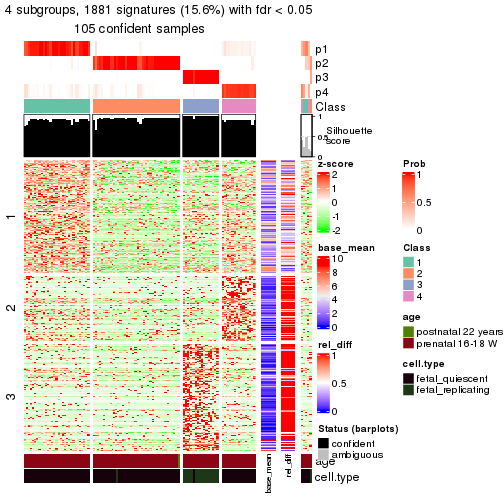 4 subgroups, 1881 signatures (15.6%) with fdr < 0.05
105 confident samples
p1
p2
p3
p4
Class
1
0.5
0
Silhouette
score
1
2
3
z-score
2
1
0
-1
-2
base_mean
10
8
6
4
2
0
rel_diff
1
0.5
0
Status (barplots)
confident
ambiguous
age
cell.type
base_mean
rel_diff
Prob
1
0.5
0
Class
1
2
3
4
age
postnatal 22 years
prenatal 16-18 W
cell.type
fetal_quiescent
fetal_replicating